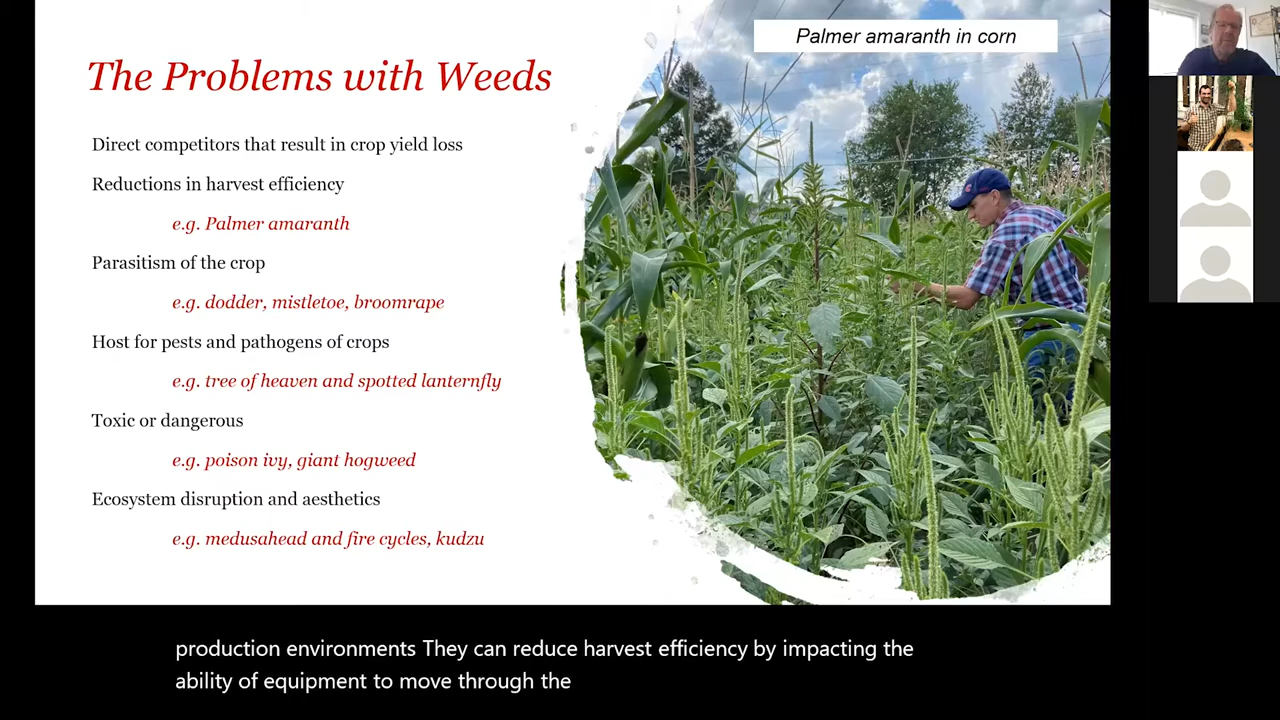 The Problems with Weeds
Direct competitors that result in crop yield loss
Reductions in harvest efficiency
e.g. Palmer amaranth
Parasitism of the crop
e.g. dodder, mistletoe, broomrape
Host for pests and pathogens of crops
e.g. tree of heaven and spotted lanternfly
Toxic or dangerous
e.g. poison ivy, giant hogweed
Ecosystem disruption and aesthetics
e.g. medusahead and fire cycles, kudzu
Palmer amaranth in corn
production environments They can reduce harvest efficiency by impacting the
ability of equipment to move through the